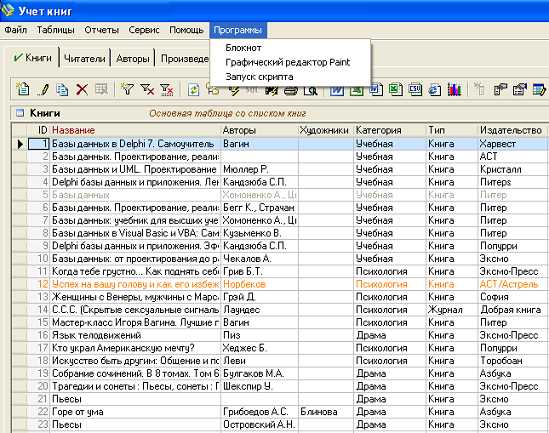 Учет книг
Файл Таблицы Отчеты Сервис Помощь Программы
Блокнот
Графический редактор Paint
Запуск скрипта
Книги Читатели Авторы Произведе
Книги Основная таблица со списком книг
ID Название Авторы Художники Категория Тип Издательство
1 Базы данных в Delphi 7. Самоучитель Вагин Учебная Книга Харвест
2 Базы данных. Проектирование, реали: Учебная Книга АСТ
3 Базы данных и UML. Проектирование Мюллер Р. Учебная Книга Кристалл
4 Delphi базы данных и приложения. Лек Кандзюба С.П. Учебная Книга Питерs
5 Базы данных Хомоненко А., Ци Учебная Книга Питер
6 Базы данных. Проектирование, реали: Бегг К., Страчан Учебная Книга Питер
7 Базы данных: учебник для высших уче Хомоненко А., Ци Учебная Книга Питер
8 Базы данных в Visual Basic и VBA: Сам Кузьменко В. Учебная Книга Питер
9 Delphi базы данных и приложения. ЭФ Кандзюба С.П. Учебная Книга Попурри
10 Базы данных: от проектирования до р Чекалов А. Учебная Книга Эксмо
11 Когда тебе грустно... Как поднять себе Грив Б.Т. Психология Книга Эксмо-Пресс
12 Успех на вашу голову и как его избеж Норбеков Психология Книга АСТ/Астрель
13 Женщины с Венеры, мужчины с Марс Грэй Д. Психология Книга София
14 С.С.С. (Скрытые сексуальные сигналь Лаундес Психология Журнал Добрая книга
15 Мастер-класс Игоря Вагина. Лучшие г Вагин Психология Книга Питер
16 Язык телодвижений Пиз Психология Книга Эксмо
17 Кто украл Американскую мечту? Хеджес Б. Психология Книга Попурри
18 Искусство быть другим: Общение и по Леви Психология Книга Торобоан
19 Собрание сочинений. В 8 томах. Том 6 Булгаков М.А. Драма Книга Азбука
20 Трагедии и сонеты : Пьесы, сонеты : Г Шекспир У. Драма Книга Эксмо-Пресс
21 Пьесы Драма Книга Эксмо
22 Горе от ума Грибоедов А.С. Блинова Драма Книга Эксмо
23 Пьесы Островский А.Н. Драма Книга Эксмо-Пресс